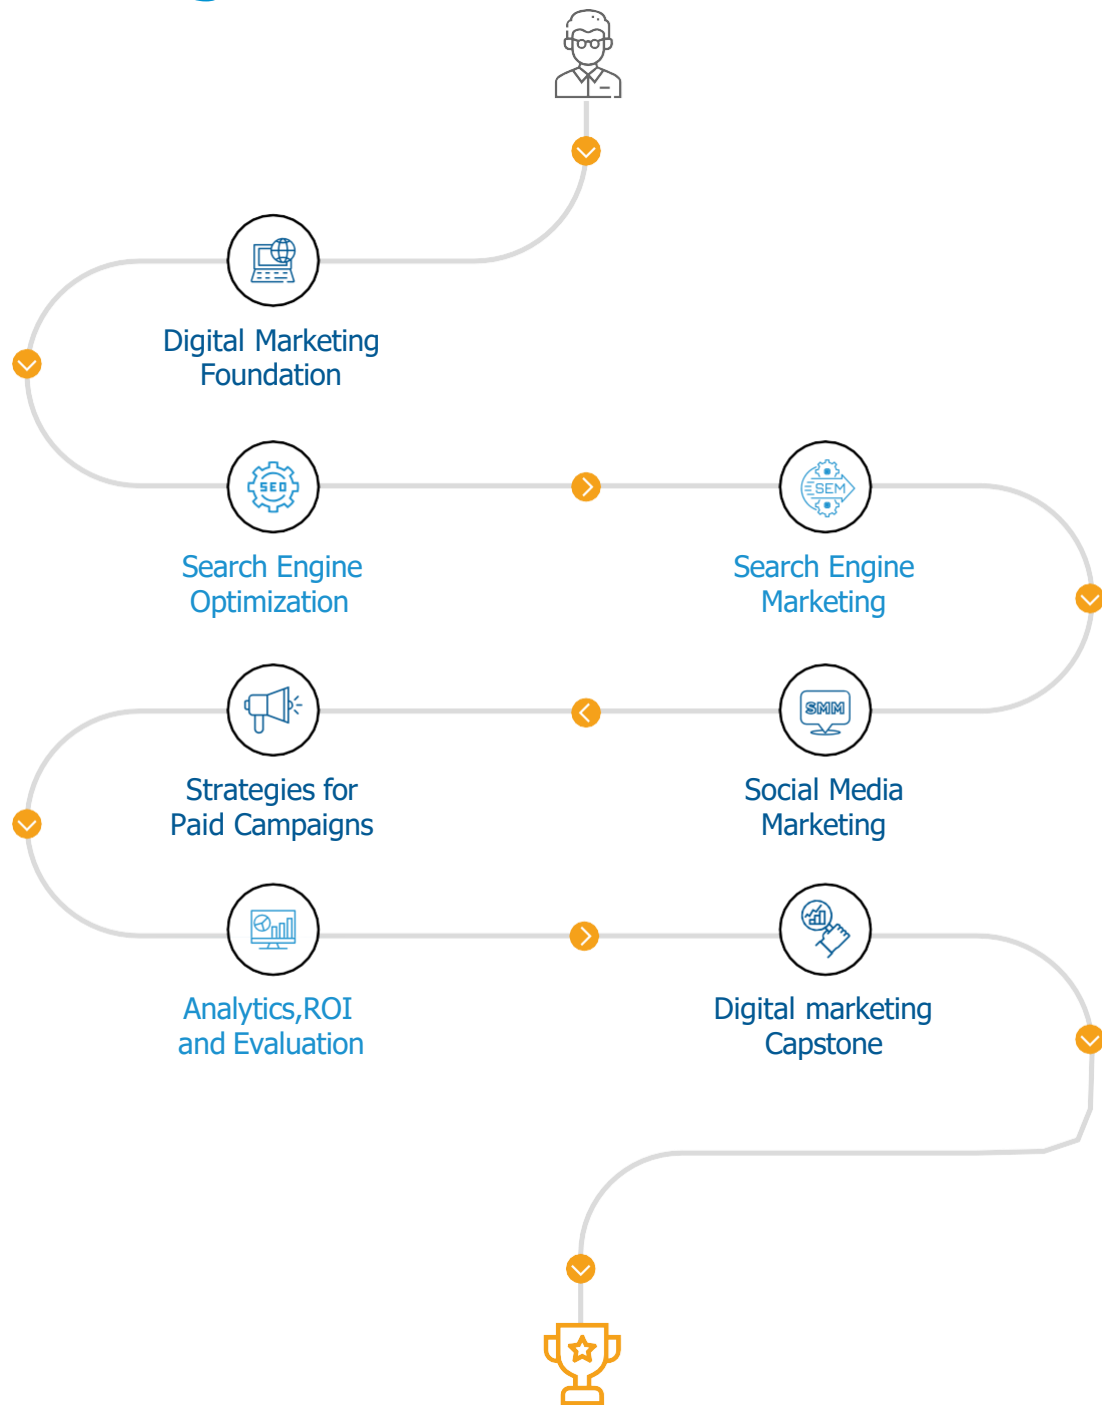 Digital Marketing
Foundation
SEO
Search Engine
Optimization
SEM
Search Engine
Marketing
SMM
Social Media
Marketing
Strategies for
Paid Campaigns
Analytics,ROI
and Evaluation
Digital marketing
Capstone